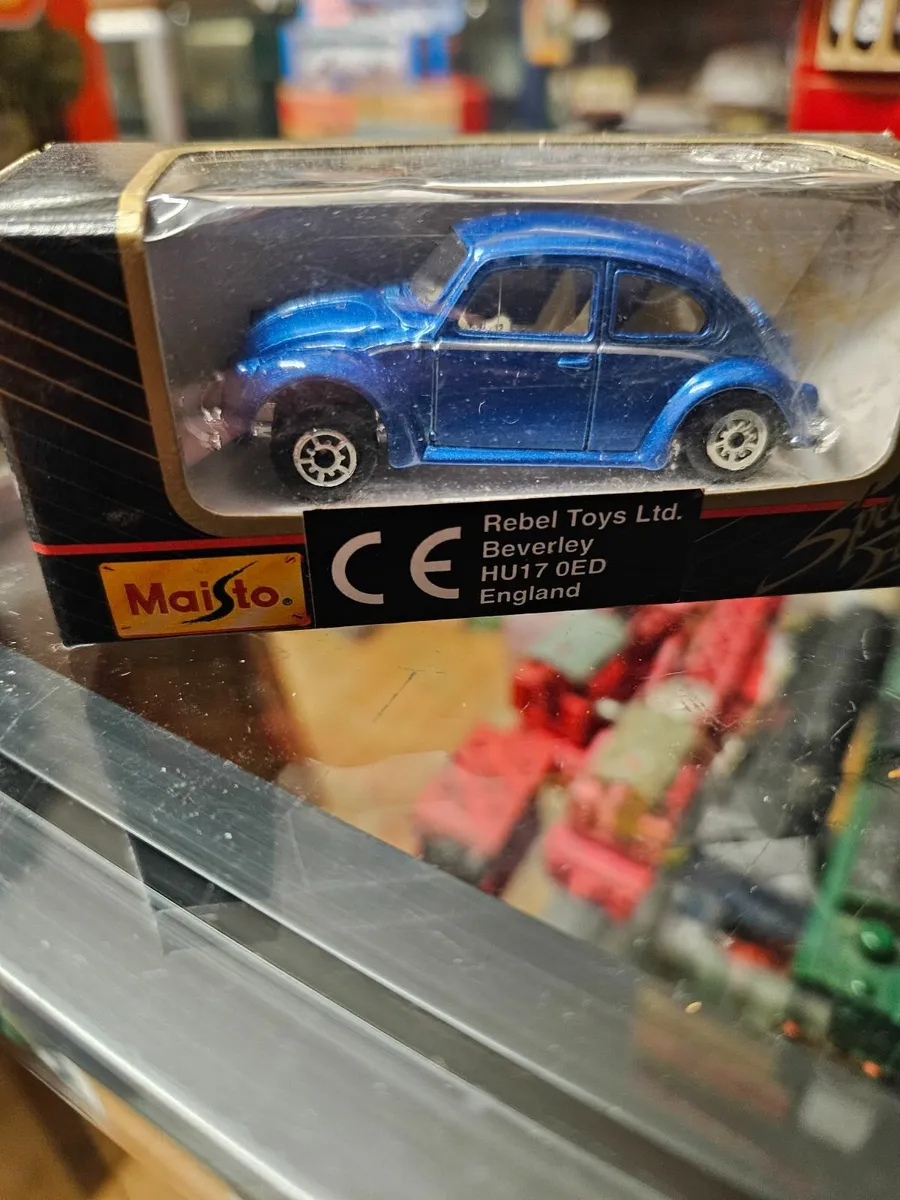 Maisto®
CE
Rebel Toys Ltd.
Beverley
HU17 0ED
England